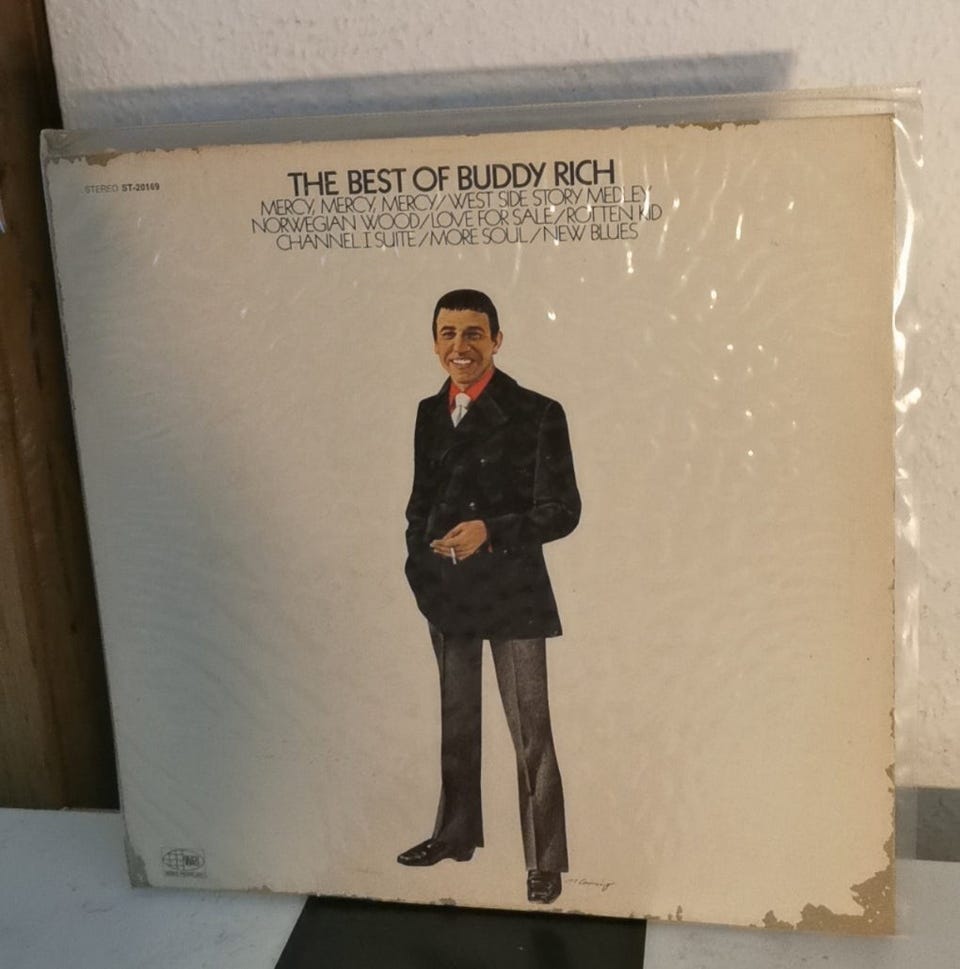 STEREO ST-20169
THE BEST OF BUDDY RICH
MERCY, MERCY, MERCY/WEST SIDE STORY MEDLEY
NORWEGIAN WOOD/LOVE FOR SALE/ROTTEN KID
CHANNEL I SUITE/MORE SOUL/NEW BLUES